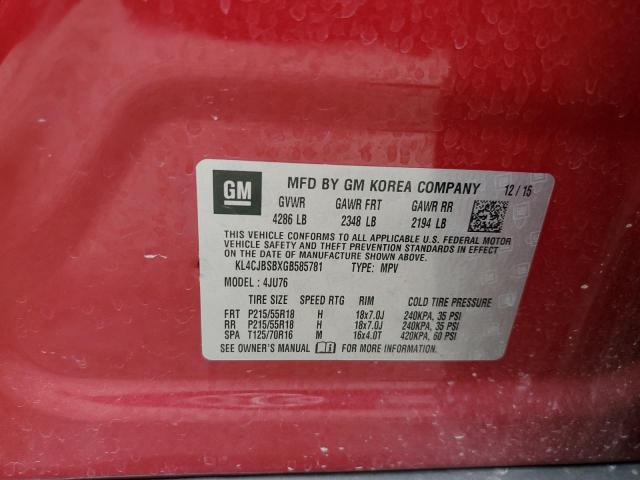 GM MFD BY GM KOREA COMPANY 12/15
GVWR GAWR FRT GAWR RR
4286 LB 2348 LB 2194 LB
THIS VEHICLE CONFORMS TO ALL APPLICABLE U.S. FEDERAL MOTOR
VEHICLE SAFETY AND THEFT PREVENTION STANDARDS IN EFFECT
ON THE DATE OF MANUFACTURE SHOWN ABOVE.
KL4CJBSBXGB585781 TYPE: MPV
MODEL : 4JU76
TIRE SIZE SPEED RTG RIM COLD TIRE PRESSURE
FRT P215/55R18 H 18x7.0J 240KPA, 35 PSI
RR P215/55R18 H 18x7.0J 240KPA, 35 PSI
SPA T125/70R16 M 16x4.0T 420KPA, 60 PSI
SEE OWNER'S MANUAL FOR MORE INFORMATION.